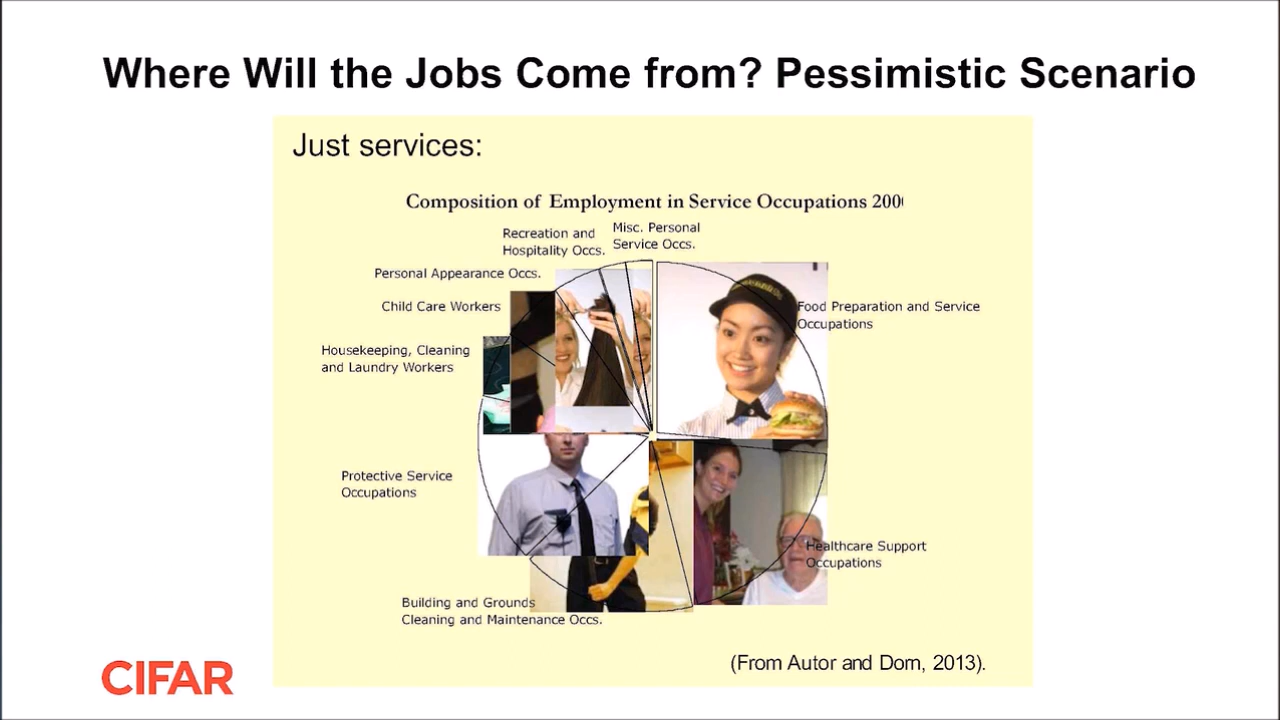 Where Will the Jobs Come from? Pessimistic Scenario
Just services:
Composition of Employment in Service Occupations
Recreation and
Hospitality Occs.
Misc. Personal
Service Occs.
Personal Appearance Occs.
Child Care Workers
Housekeeping, Cleaning
and Laundry Workers
Food Preparation and Service
Occupations
Protective Service
Occupations
Healthcare Support
Occupations
Building and Grounds
Cleaning and Maintenance Occs.
(From Autor and Dorn, 2013).
CIFAR